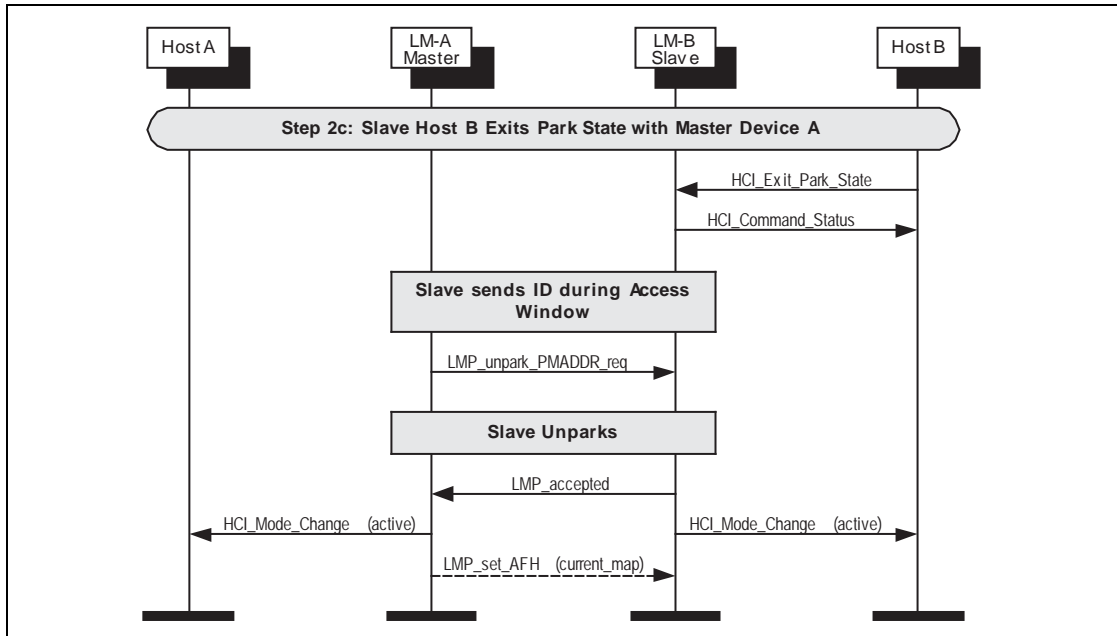 Host A
LM-A
Master
LM-B
Slave
Host B
Step 2c: Slave Host B Exits Park State with Master Device A
HCI_Exit_Park_State
HCI_Command_Status
Slave sends ID during Access
Window
LMP_unpark_PMADDR_req
Slave Unparks
LMP_accepted
HCI_Mode_Change (active)
HCI_Mode_Change (active)
LMP_set_AFH (current_map)